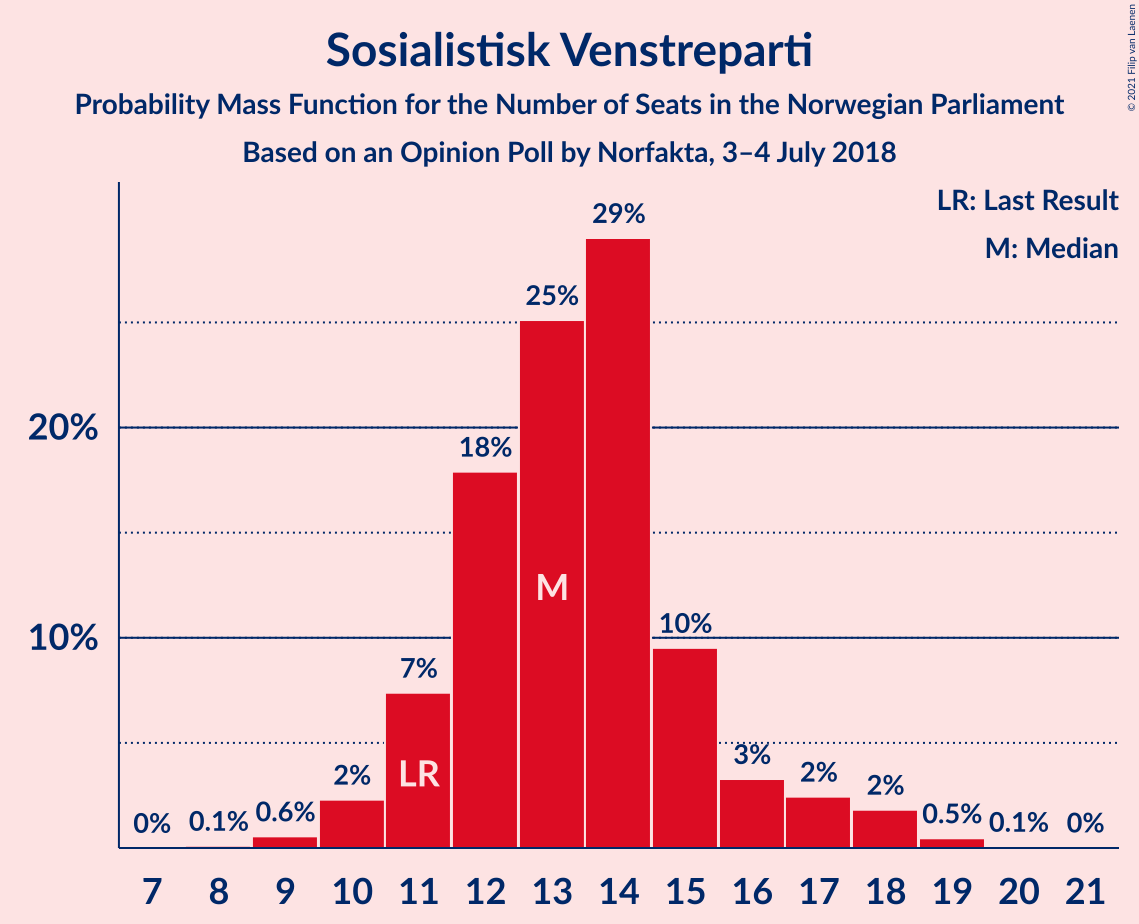 Sosialistisk Venstreparti
Probability Mass Function for the Number of Seats in the Norwegian Parliament
Based on an Opinion Poll by Norfakta, 3–4 July 2018
© 2021 Filip van Laenen
LR: Last Result
M: Median
29%
25%
20%
18%
M
10%
10%
7%
LR
3%
2%
2%
2%
0% 0.1% 0.6% 0.5% 0.1% 0%
7 8 9 10 11 12 13 14 15 16 17 18 19 20 21